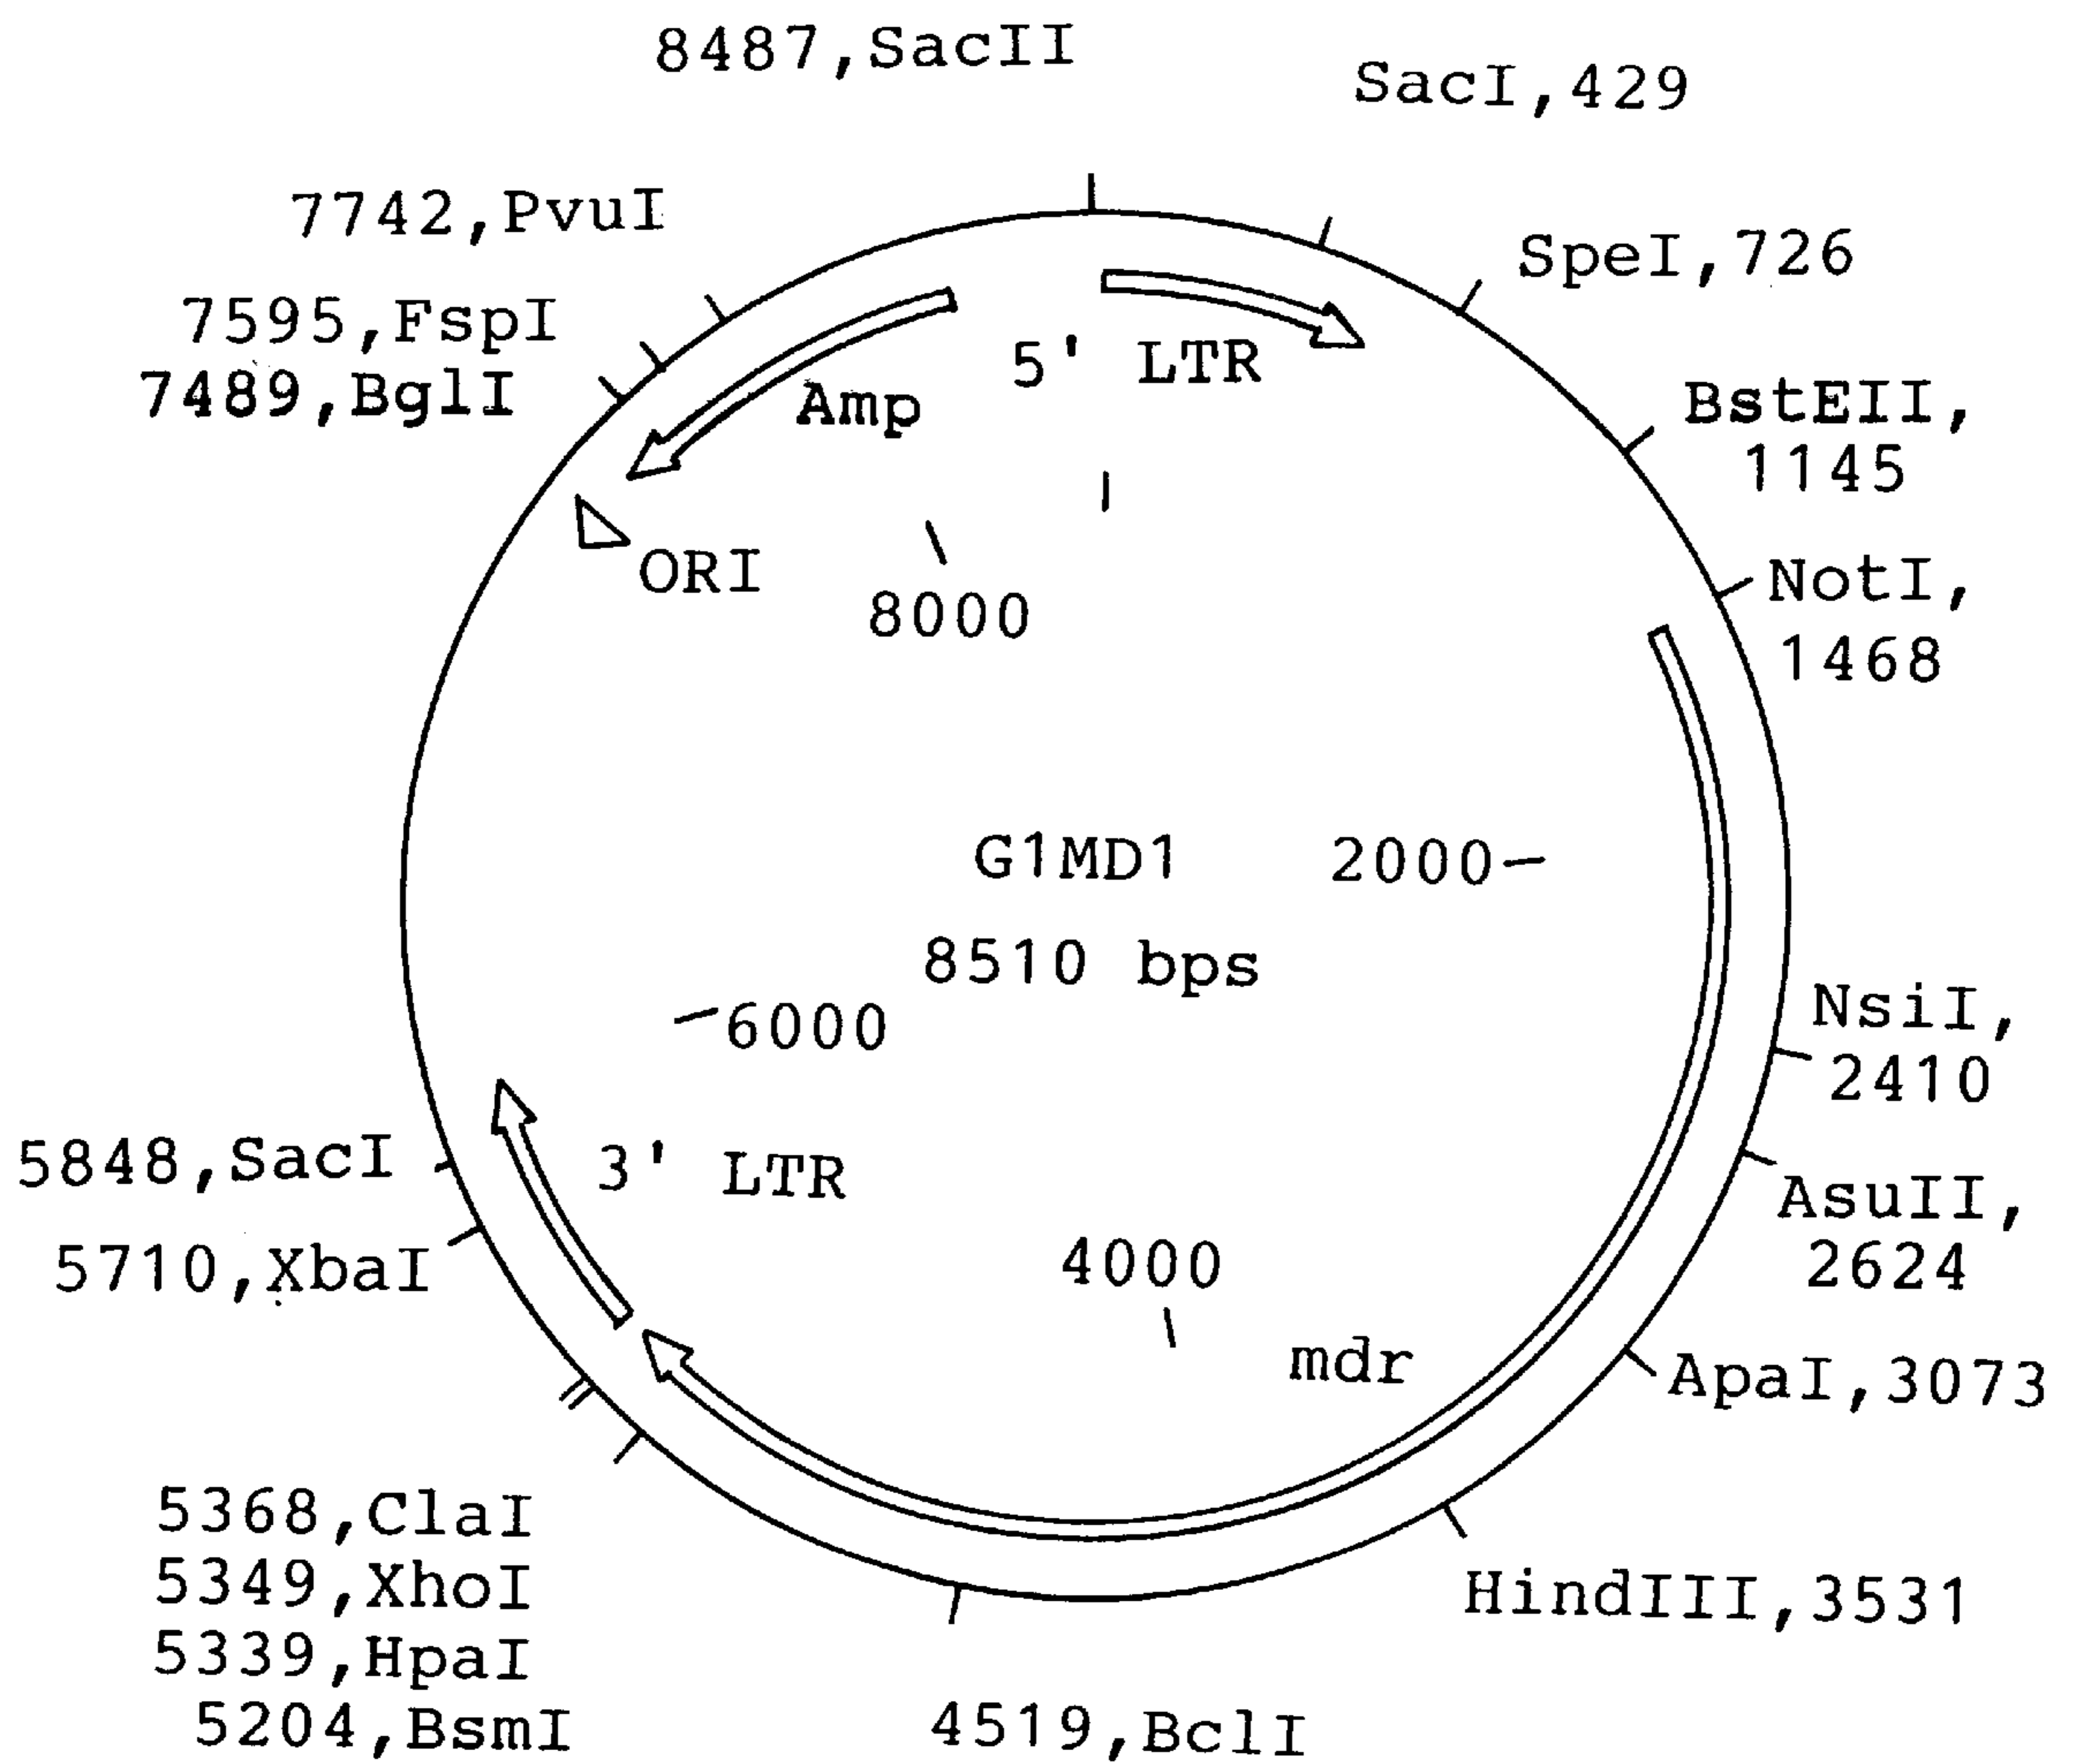 8487,SacII
SacI,429
7742,PvuI
SpeI,726
7595,FspI
7489,BglI
5' LTR
Amp
BstEII,
1145
ORI
8000
NotI,
1468
G1MD1
8510 bps
2000
6000
NsiI,
2410
5848,SacI
3' LTR
AsuII,
2624
5710,XbaI
4000
mdr
ApaI,3073
5368,ClaI
5349,XhoI
5339,HpaI
5204,BsmI
HindIII,3531
4519,BclI